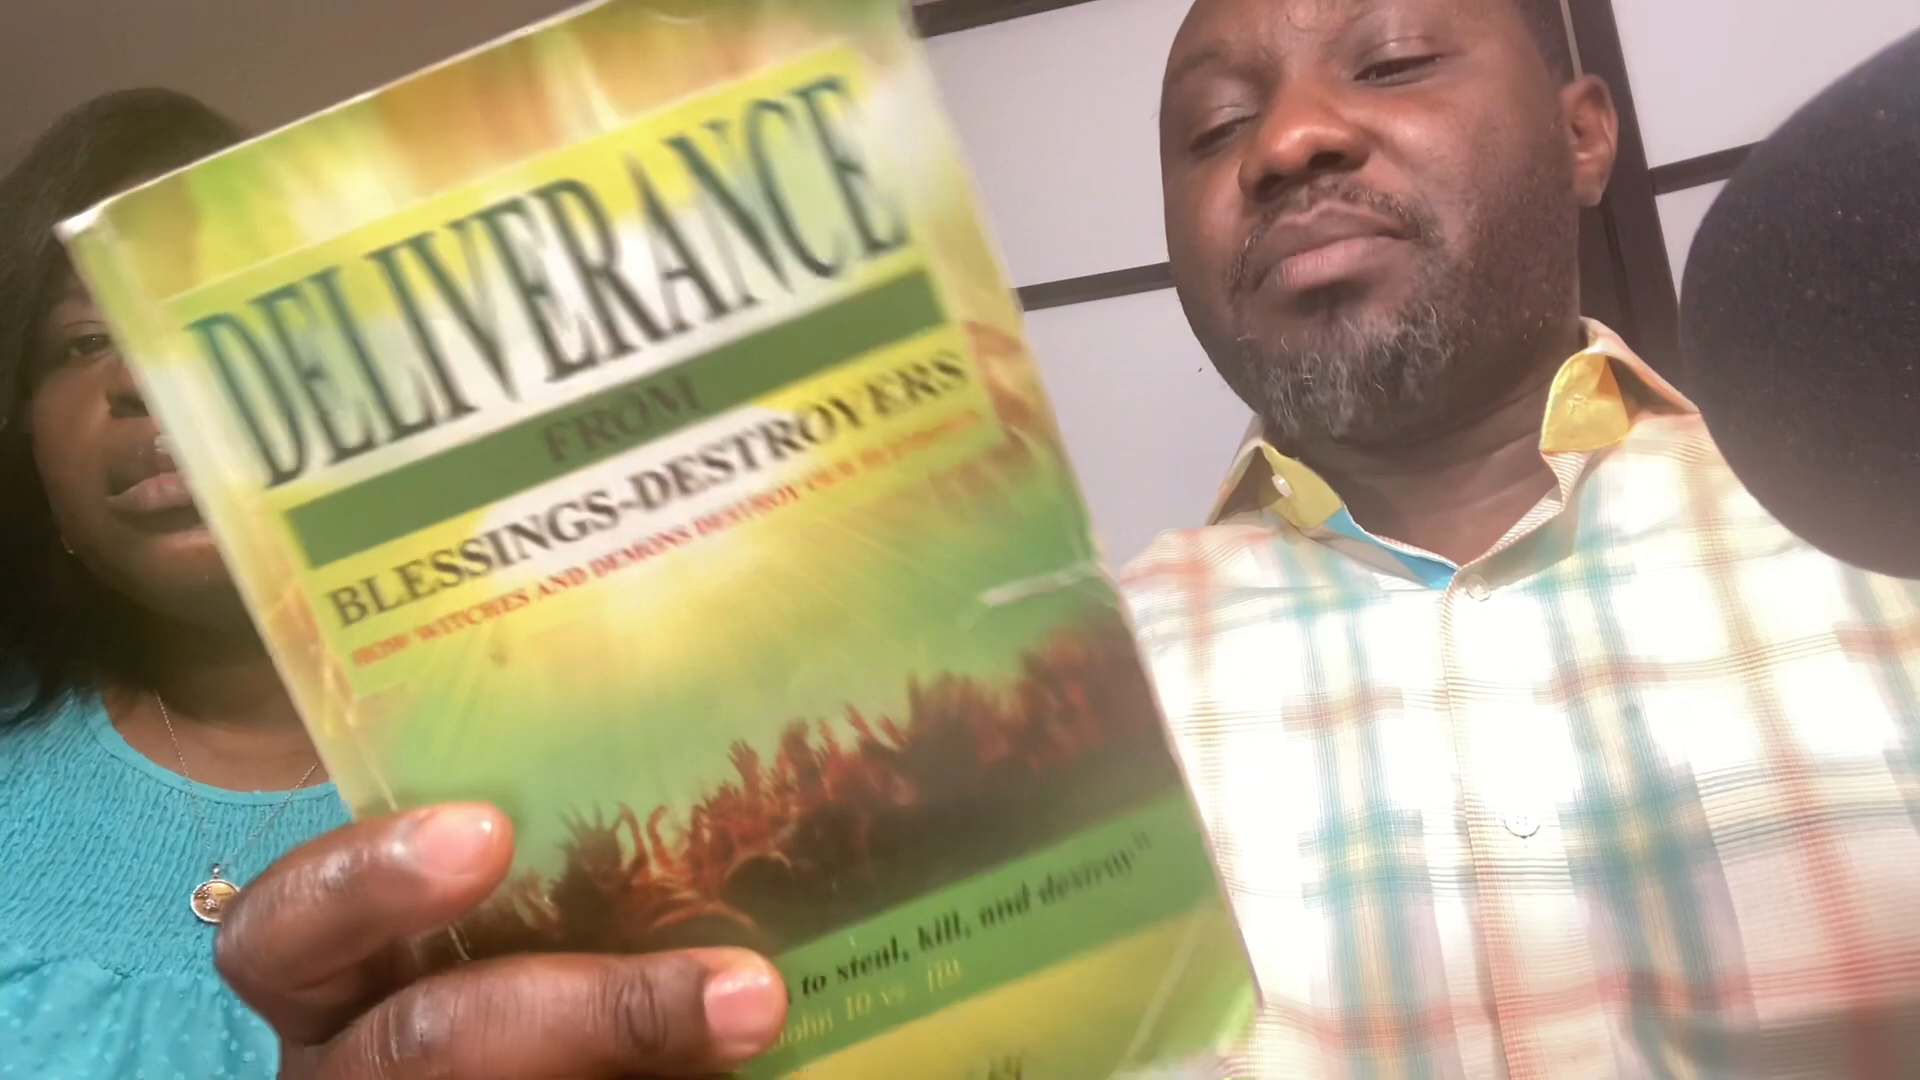 DELIVERANCE
FROM
BLESSINGS-DESTROYERS
HOW WITCHES AND DEMONS DESTROY OUR BLESSINGS
to steal, kill, and destroy"
John 10 vs. 10